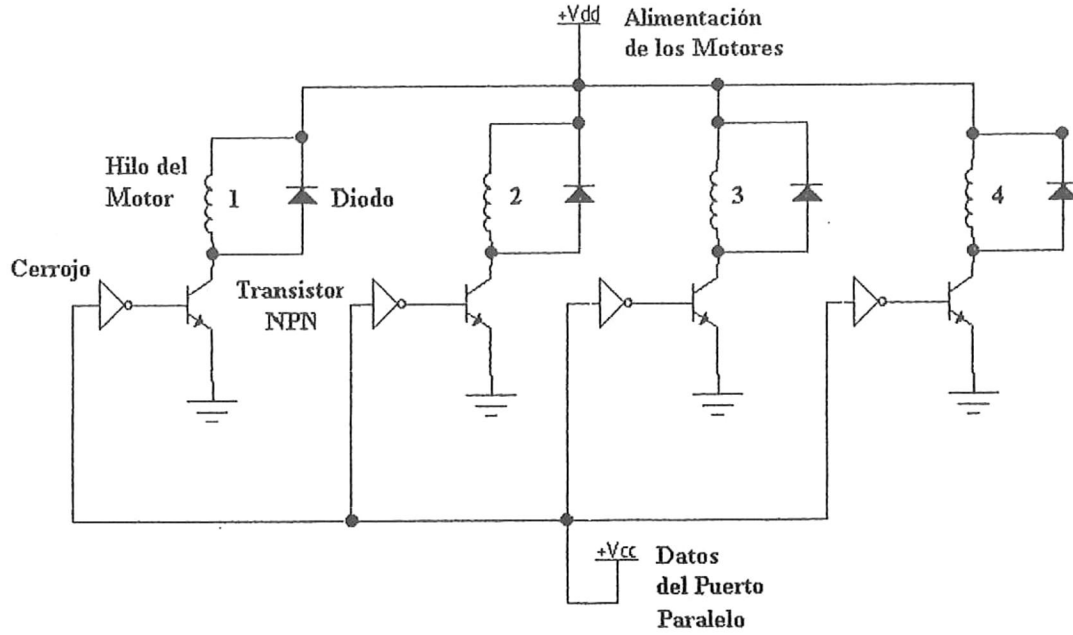 +Vdd
Alimentación
de los Motores
Hilo del
Motor
1
Diodo
2
3
4
Cerrojo
Transistor
NPN
+Vcc
Datos
del Puerto
Paralelo